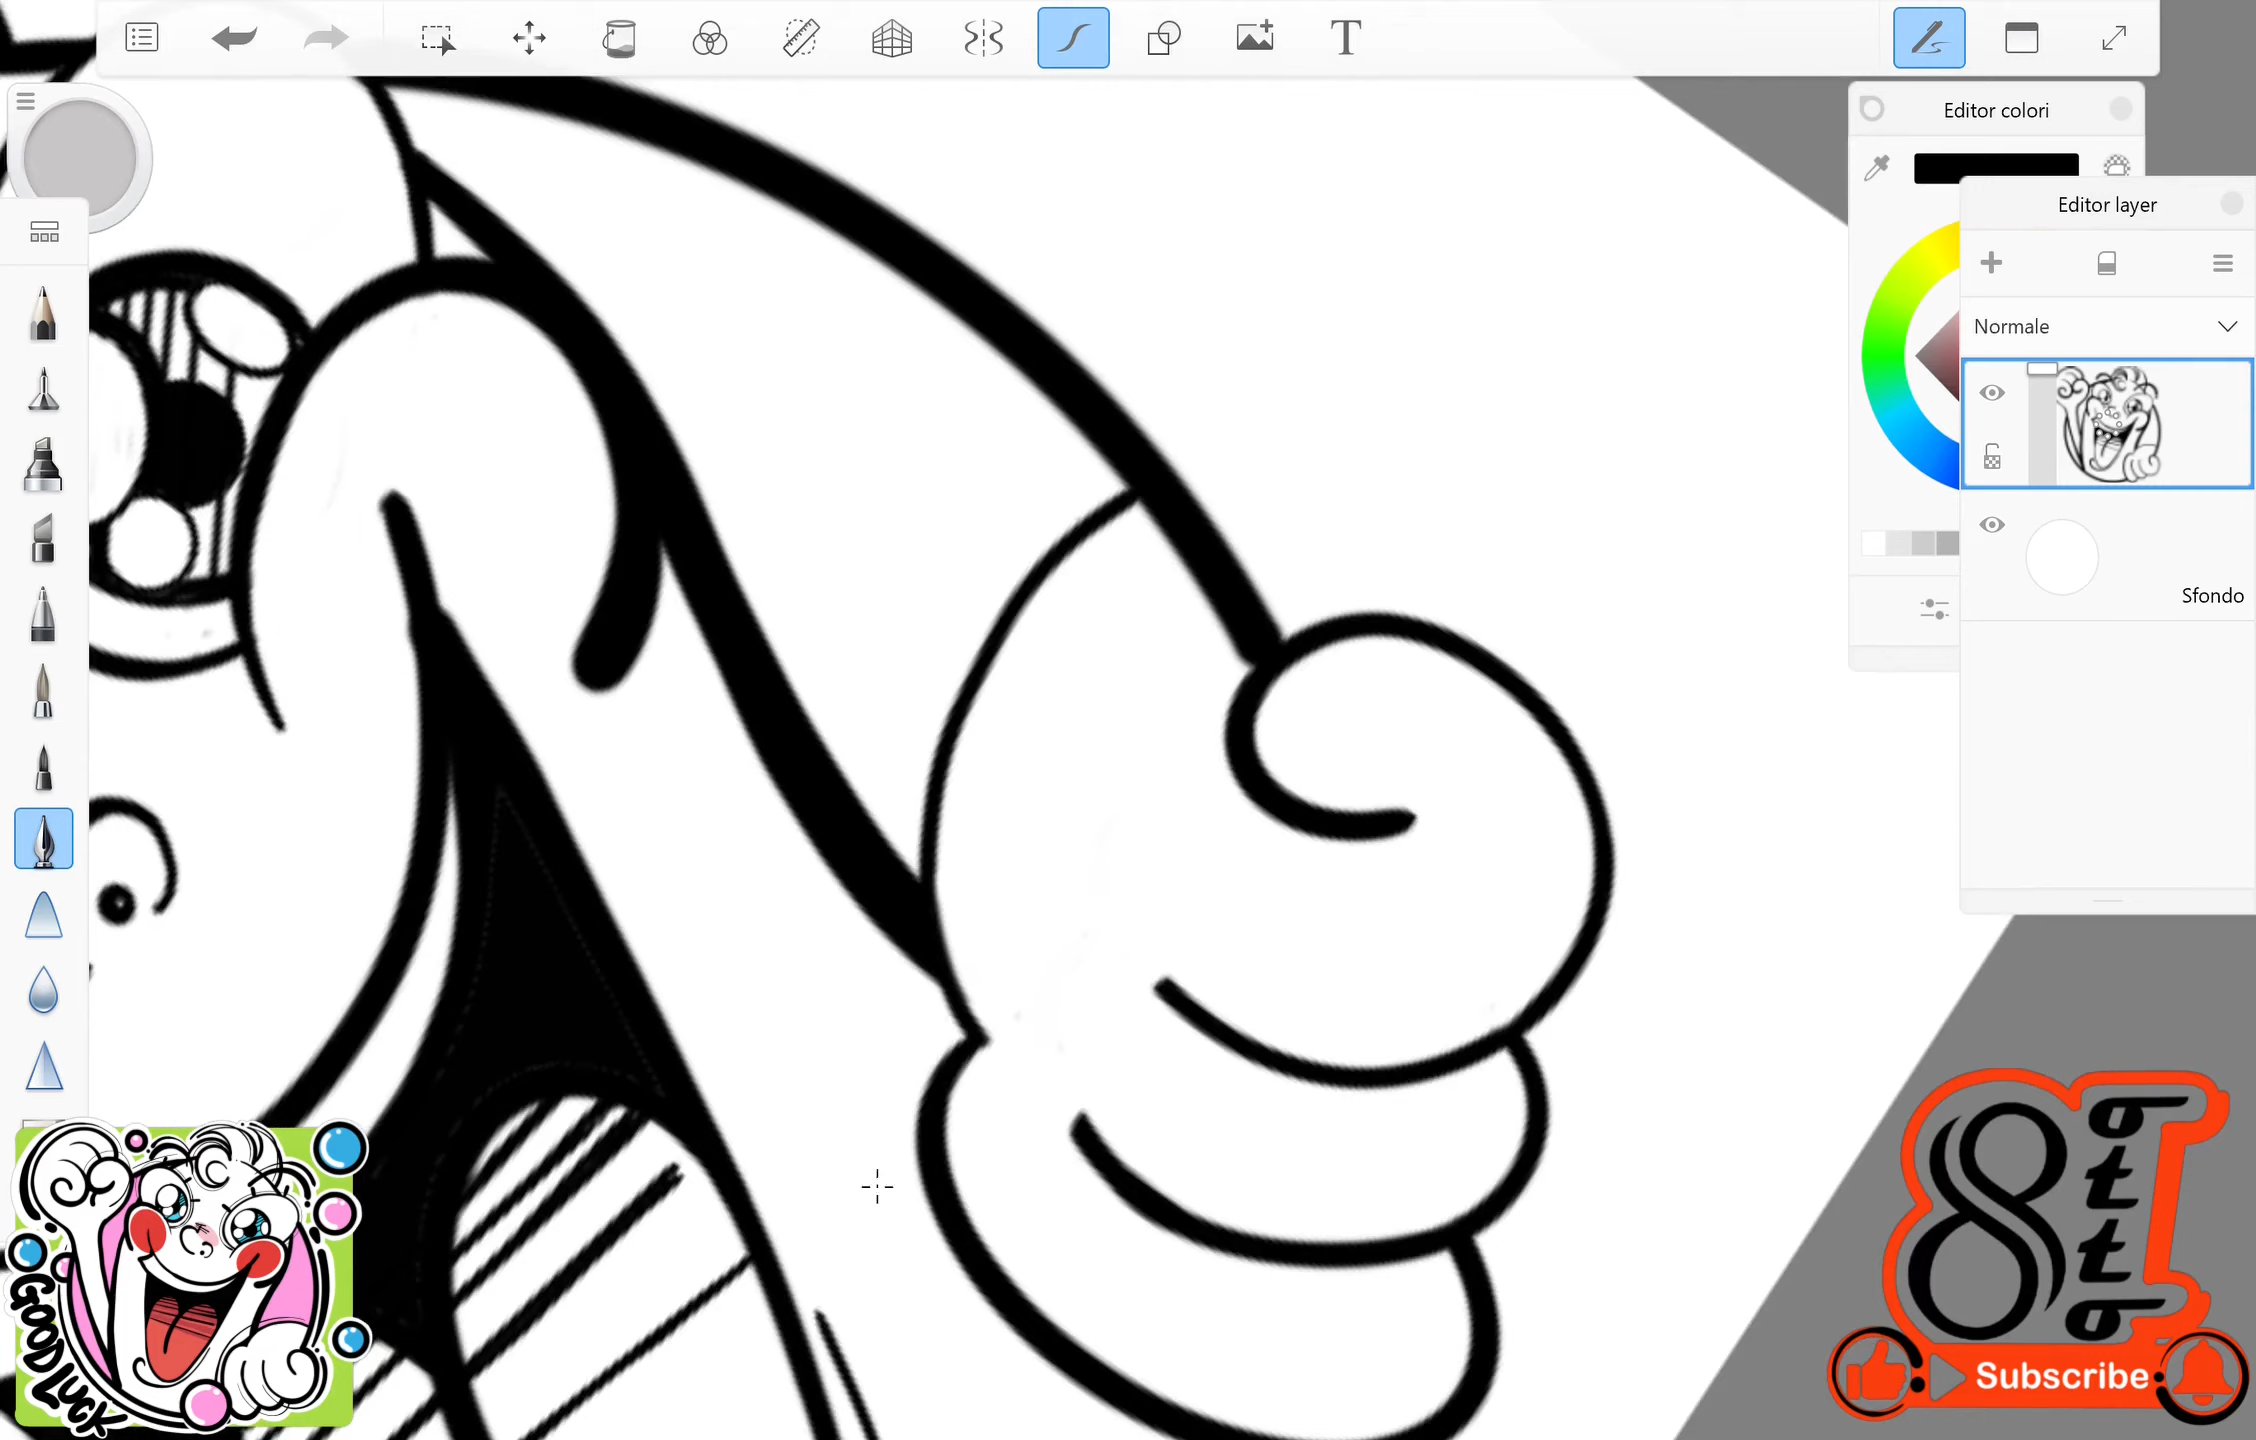 T
Editor colori
Editor layer
Normale
Sfondo
GOOD LUCK
8 otto
Subscribe